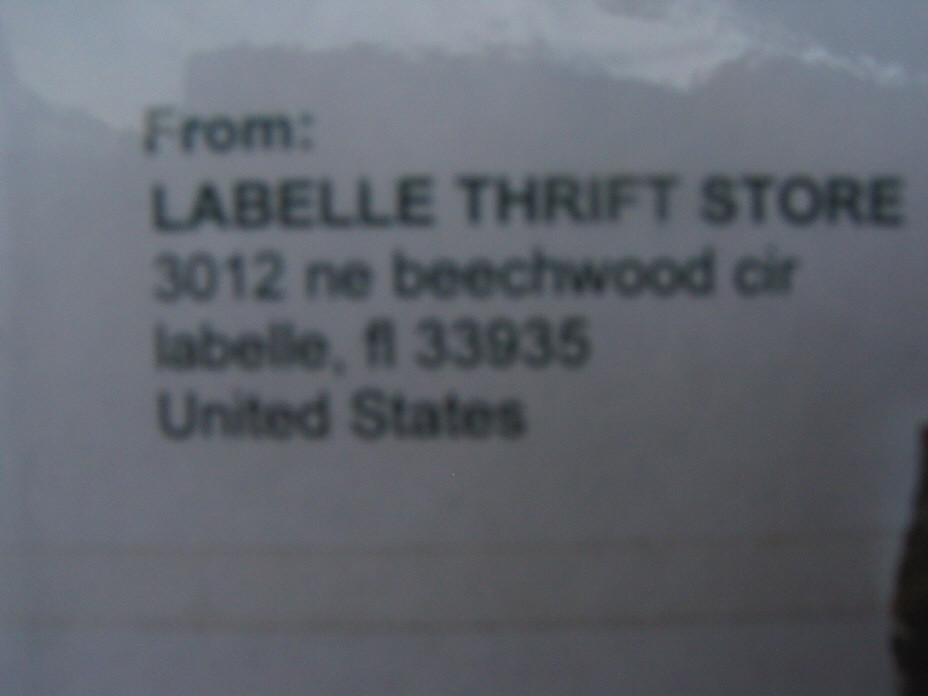 From:
LABELLE THRIFT STORE
3012 ne beechwood cir
labelle, fl 33935
United States